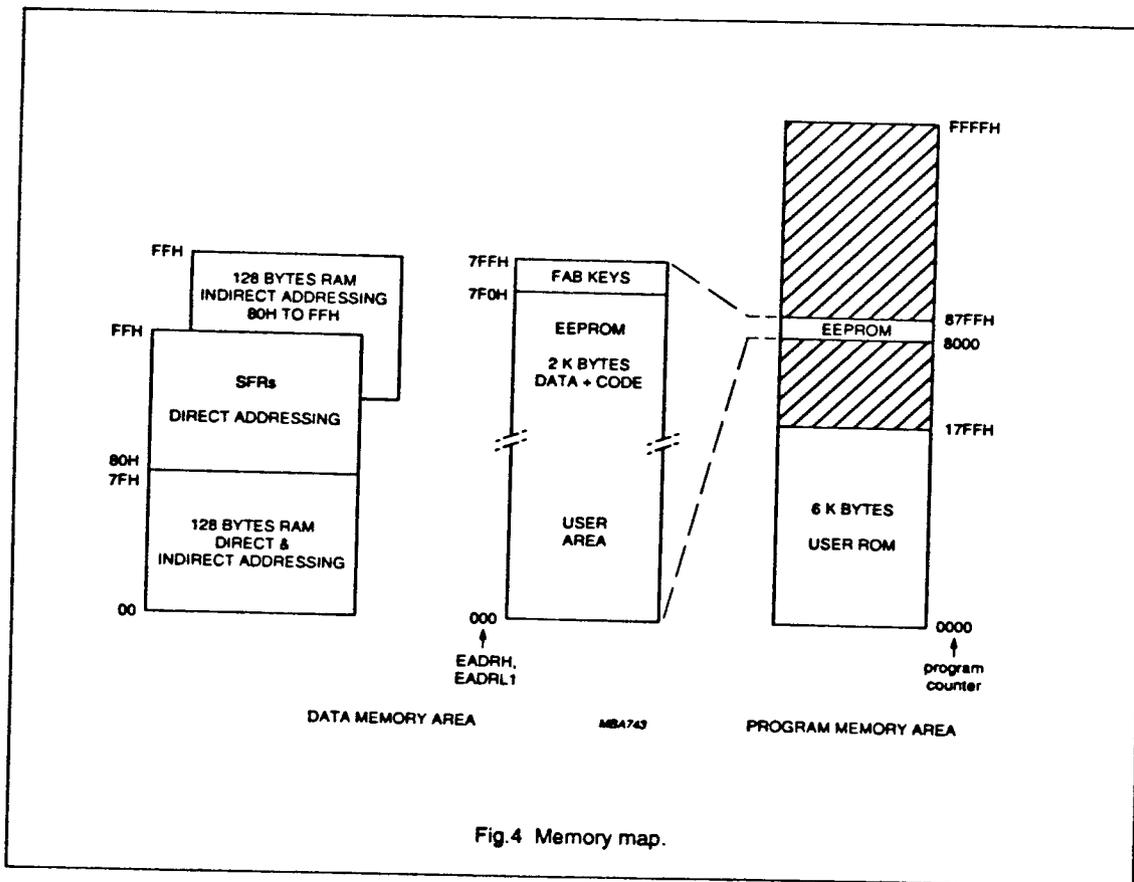 FFH
128 BYTES RAM
INDIRECT ADDRESSING
80H TO FFH
FFH
SFRs
DIRECT ADDRESSING
80H
7FH
128 BYTES RAM
DIRECT &
INDIRECT ADDRESSING
00
7FFH
FAB KEYS
7F0H
EEPROM
2 K BYTES
DATA + CODE
USER
AREA
000
EADRH,
EADRL1
FFFFH
87FFH
EEPROM
8000
17FFH
6 K BYTES
USER ROM
0000
program
counter
DATA MEMORY AREA
MBA743
PROGRAM MEMORY AREA
Fig.4 Memory map.